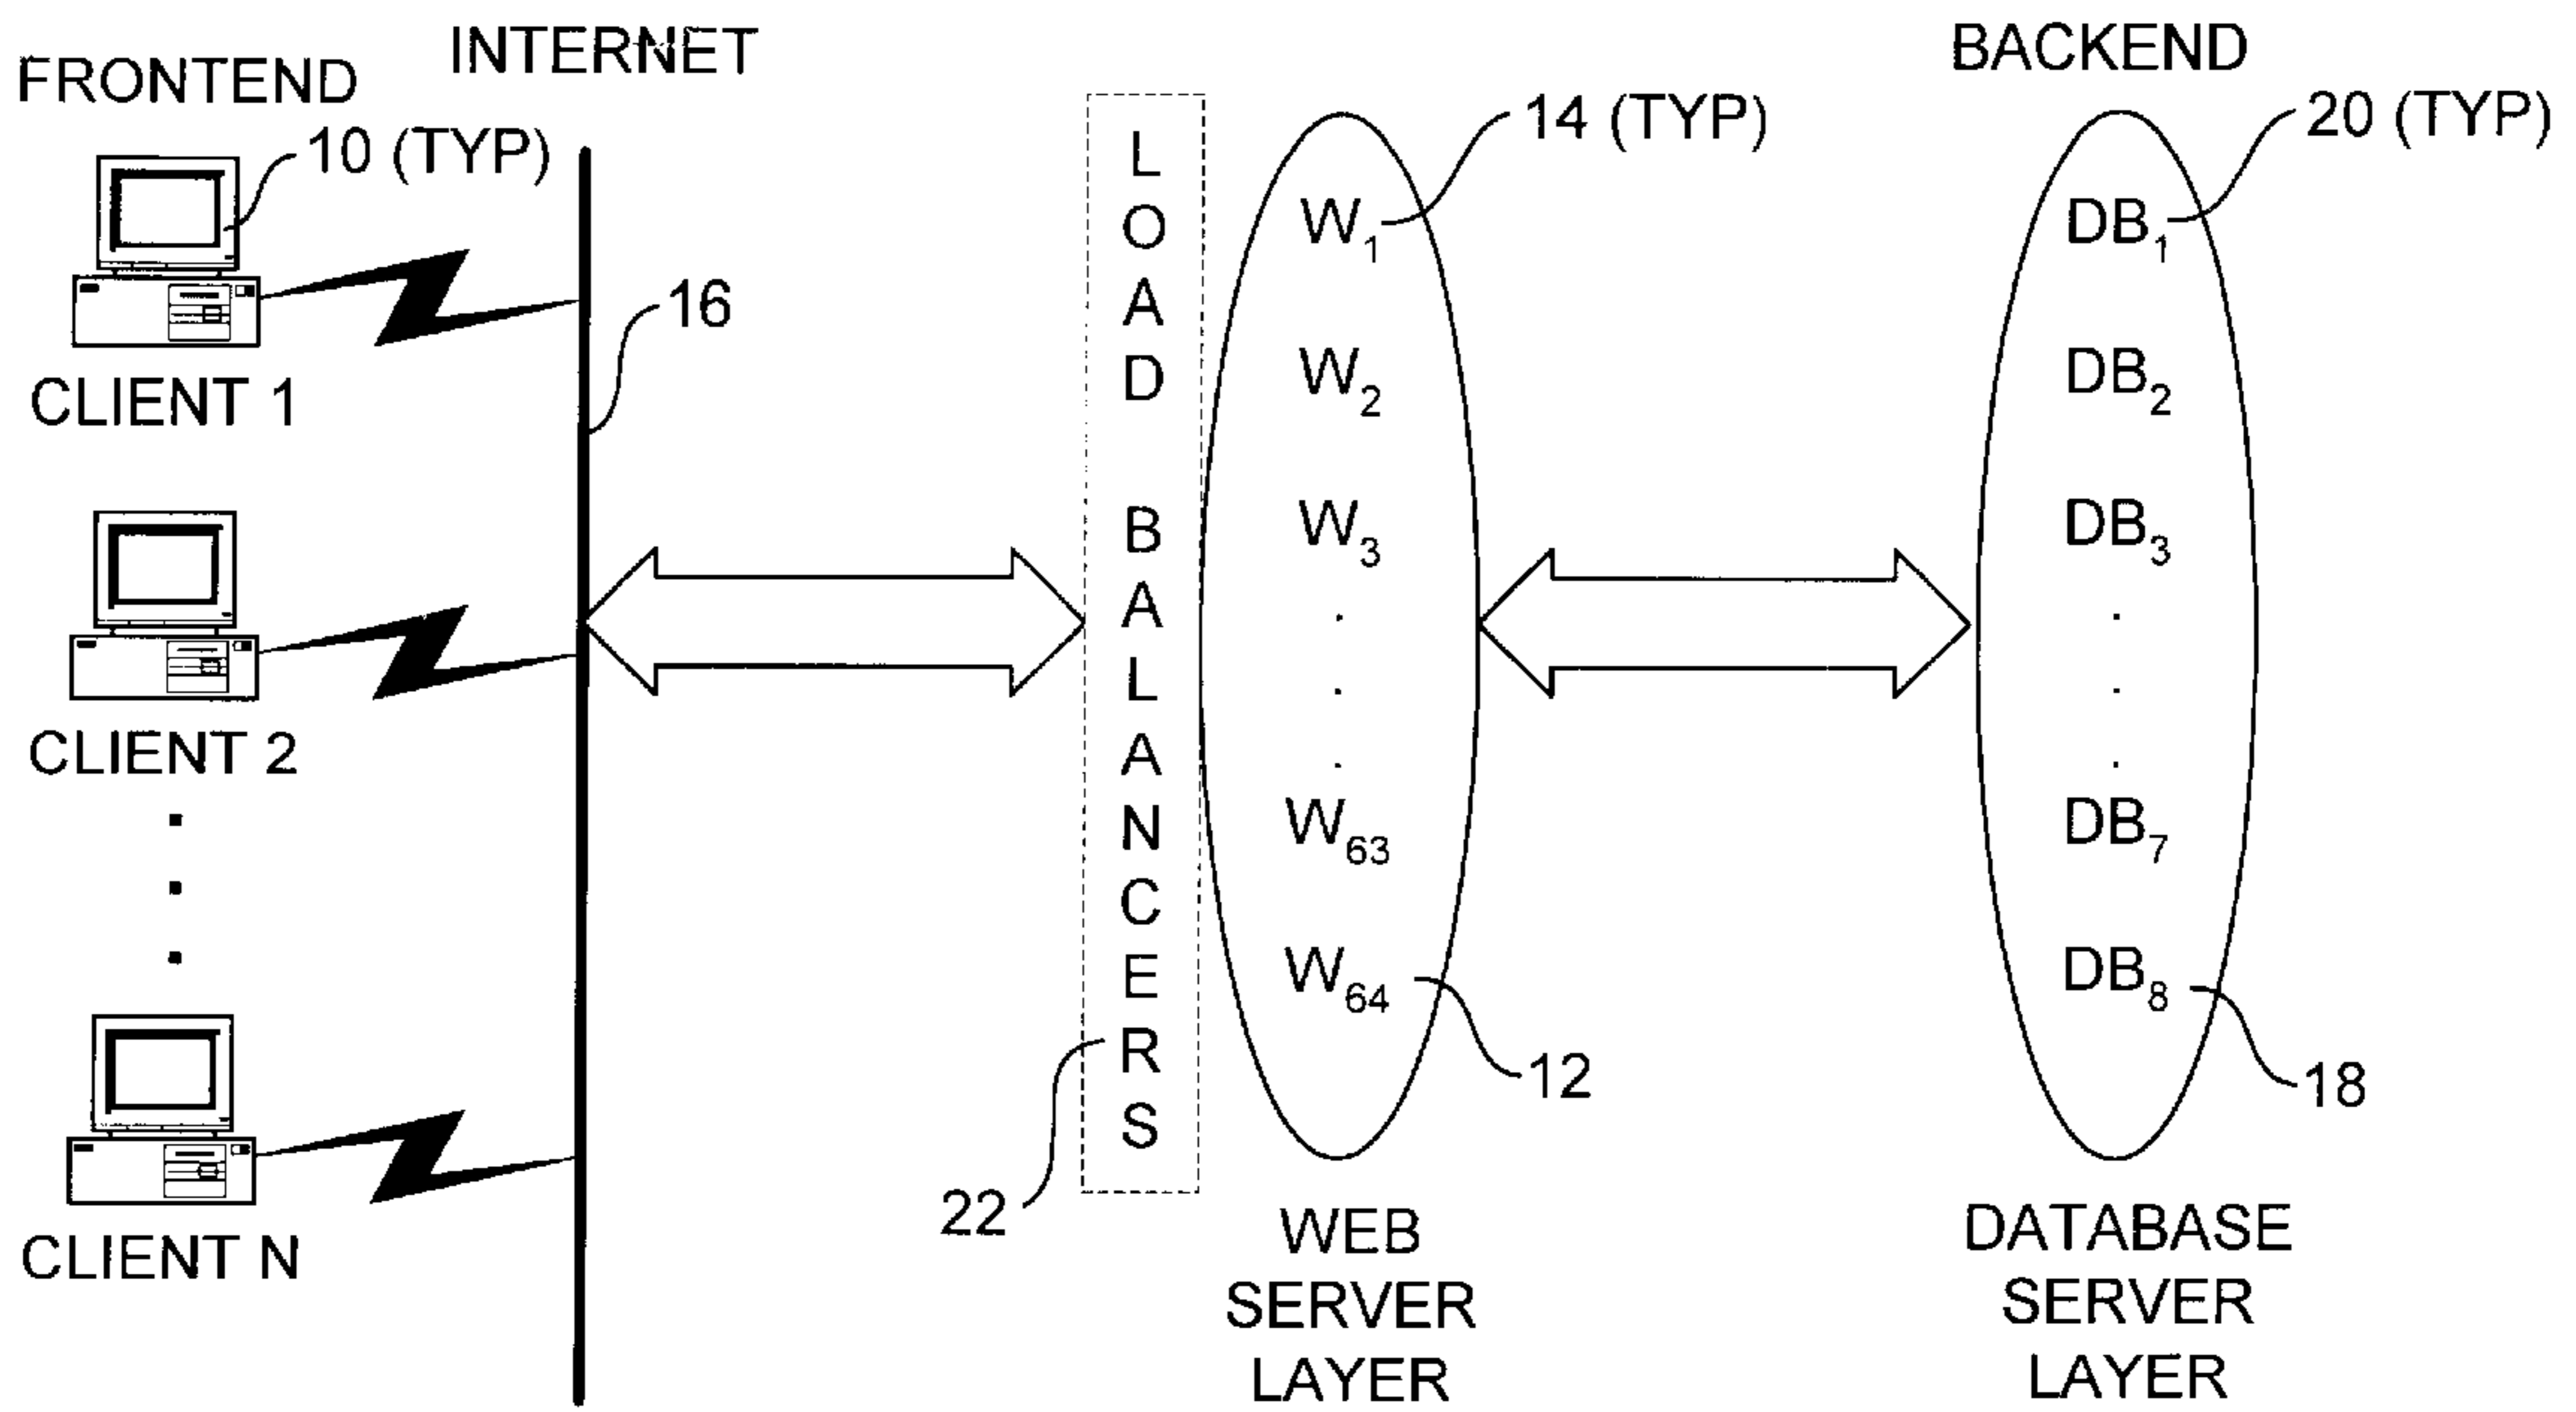 FRONTEND
INTERNET
BACKEND
10 (TYP)
CLIENT 1
16
CLIENT 2
CLIENT N
LOAD BALANCERS
22
14 (TYP)
W1
W2
W3
.
.
.
W63
W64
12
WEB
SERVER
LAYER
20 (TYP)
DB1
DB2
DB3
.
.
.
DB7
DB8
18
DATABASE
SERVER
LAYER